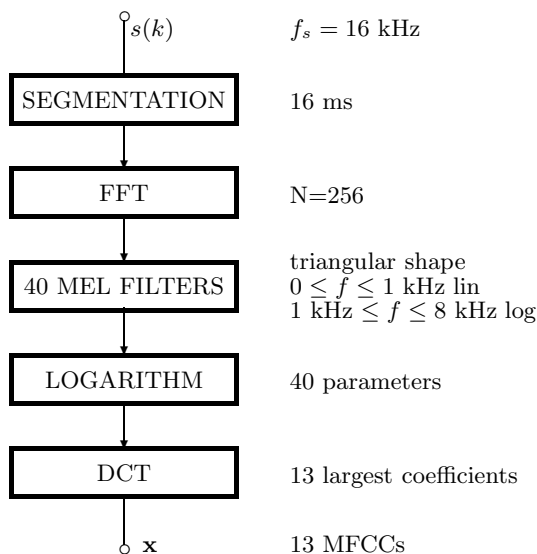 s(k) f_s = 16 kHz
SEGMENTATION 16 ms
FFT N=256
triangular shape
40 MEL FILTERS 0 ≤ f ≤ 1 kHz lin
1 kHz ≤ f ≤ 8 kHz log
LOGARITHM 40 parameters
DCT 13 largest coefficients
x 13 MFCCs